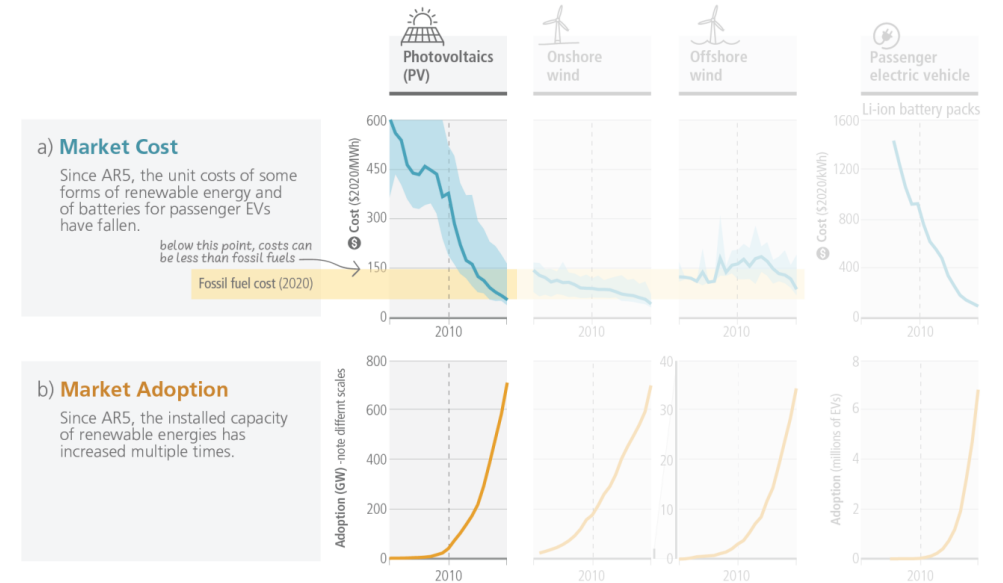 Photovoltaics
(PV)
Onshore
wind
Offshore
wind
Passenger
electric vehicle
Li-ion battery packs
a) Market Cost
Since AR5, the unit costs of some
forms of renewable energy and
of batteries for passenger EVs
have fallen.
below this point, costs can
be less than fossil fuels
Fossil fuel cost (2020)
$ Cost ($2020/MWh)
600
450
300
150
0
2010
2010
2010
$ Cost ($2020/kWh)
1600
1200
800
400
0
2010
b) Market Adoption
Since AR5, the installed capacity
of renewable energies has
increased multiple times.
Adoption (GW) -note differnt scales
800
600
400
200
0
2010
2010
40
30
20
10
0
2010
Adoption (millions of EVs)
8
6
4
2
0
2010